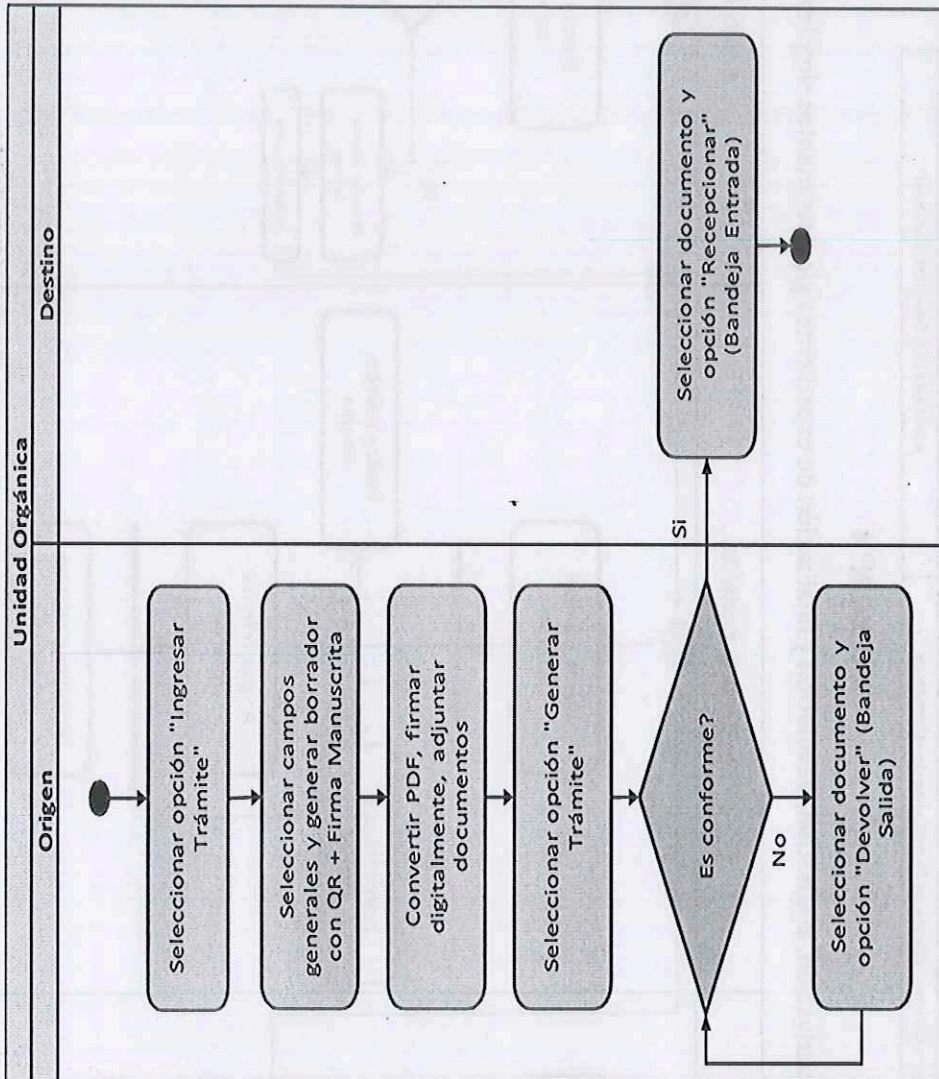 Unidad Orgánica
Origen
Destino
Seleccionar opción "Ingresar
Trámite"
Seleccionar campos
generales y generar borrador
con QR + Firma Manuscrita
Convertir PDF, firmar
digitalmente, adjuntar
documentos
Seleccionar opción "Generar
Trámite"
Es conforme?
Si
No
Seleccionar documento y
opción "Devolver" (Bandeja
Salida)
Seleccionar documento y
opción "Recepcionar"
(Bandeja Entrada)